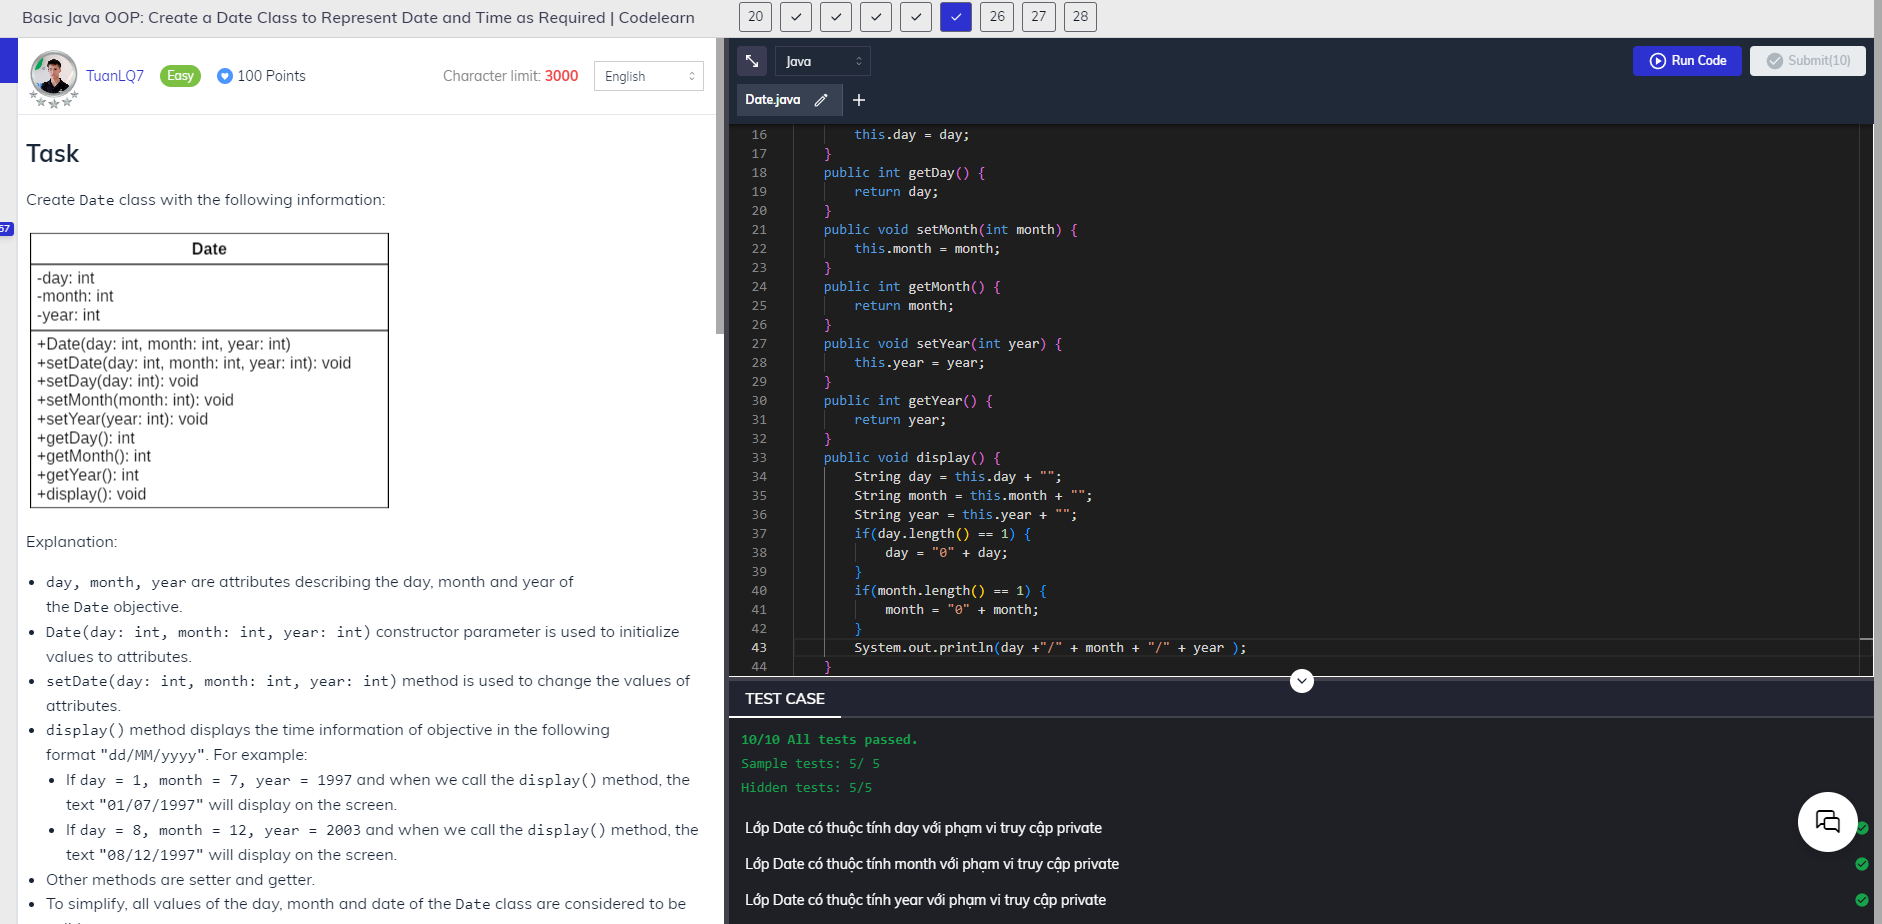 Basic Java OOP: Create a Date Class to Represent Date and Time as Required | Codelearn
20
26
27
28
TuanLQ7
Easy
100 Points
Character limit: 3000
English
Task
Create Date class with the following information:
57
Date
-day: int
-month: int
-year: int
+Date(day: int, month: int, year: int)
+setDate(day: int, month: int, year: int): void
+setDay(day: int): void
+setMonth(month: int): void
+setYear(year: int): void
+getDay(): int
+getMonth(): int
+getYear(): int
+display(): void
Explanation:
• day, month, year are attributes describing the day, month and year of
the Date objective.
• Date(day: int, month: int, year: int) constructor parameter is used to initialize
values to attributes.
• setDate(day: int, month: int, year: int) method is used to change the values of
attributes.
• display() method displays the time information of objective in the following
format "dd/MM/yyyy". For example:
• If day = 1, month = 7, year = 1997 and when we call the display() method, the
text "01/07/1997" will display on the screen.
• If day = 8, month = 12, year = 2003 and when we call the display() method, the
text "08/12/1997" will display on the screen.
• Other methods are setter and getter.
• To simplify, all values of the day, month and date of the Date class are considered to be
Java
Run Code
Submit(10)
Date.java
+
16 this.day = day;
17 }
18 public int getDay() {
19 return day;
20 }
21 public void setMonth(int month) {
22 this.month = month;
23 }
24 public int getMonth() {
25 return month;
26 }
27 public void setYear(int year) {
28 this.year = year;
29 }
30 public int getYear() {
31 return year;
32 }
33 public void display() {
34 String day = this.day + "";
35 String month = this.month + "";
36 String year = this.year + "";
37 if(day.length() == 1) {
38 day = "0" + day;
39 }
40 if(month.length() == 1) {
41 month = "0" + month;
42 }
43 System.out.println(day +"/" + month + "/" + year );
44 }
TEST CASE
10/10 All tests passed.
Sample tests: 5/ 5
Hidden tests: 5/5
Lớp Date có thuộc tính day với phạm vi truy cập private
Lớp Date có thuộc tính month với phạm vi truy cập private
Lớp Date có thuộc tính year với phạm vi truy cập private